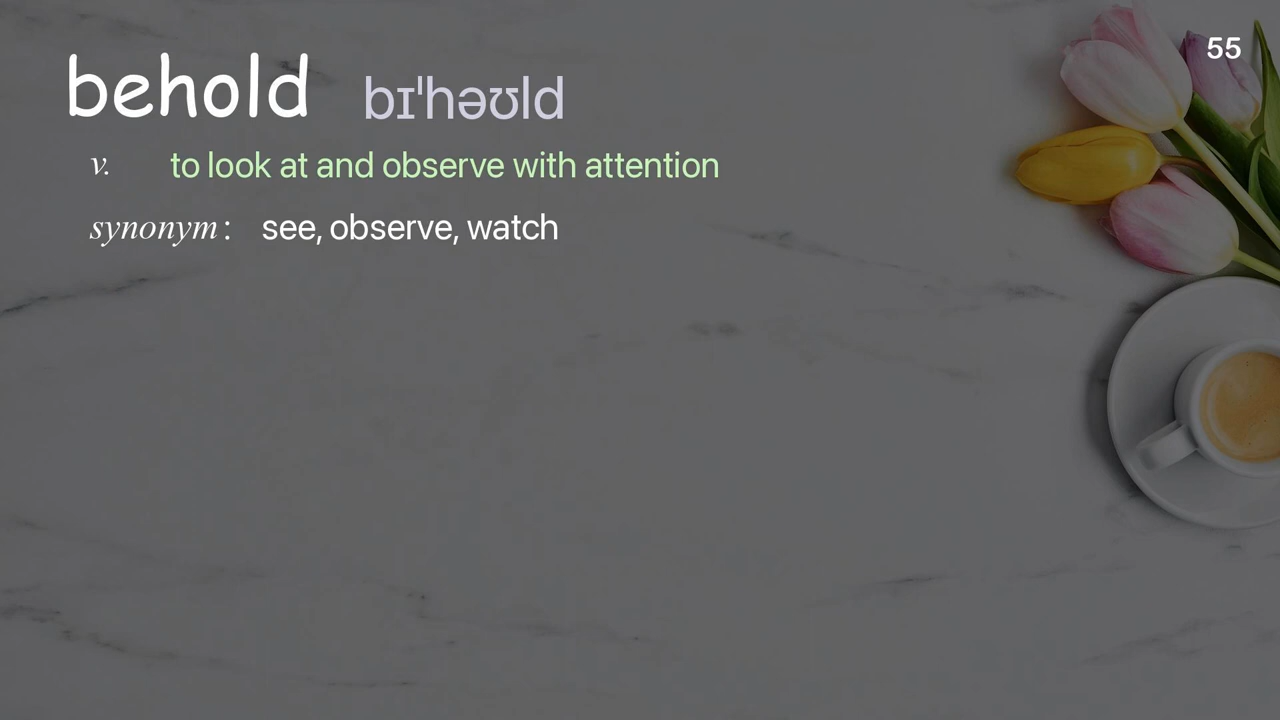 55
behold bɪˈhəʊld
v. to look at and observe with attention
synonym : see, observe, watch